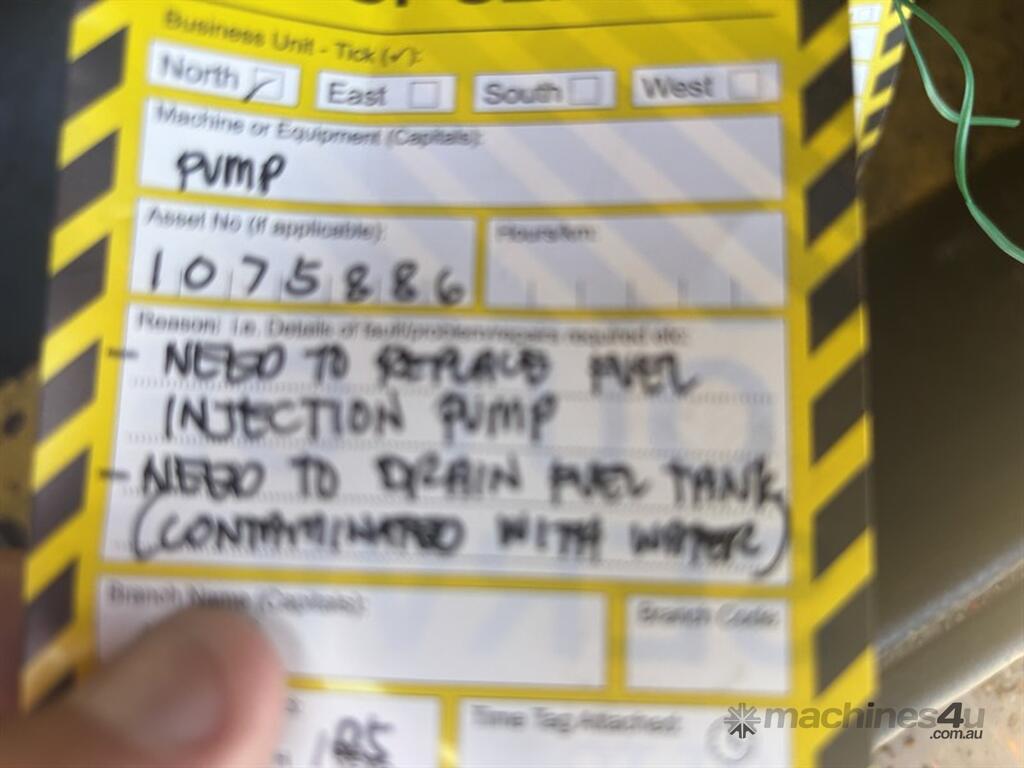 Business Unit - Tick (✓):
North ✓ East South West
Machine or Equipment (Capitals):
PUMP
Asset No (if applicable): Hours/km:
1075886
Reason: i.e. Details of fault/problem/repairs required etc:
- NEED TO REPLACE FUEL
INJECTION PUMP
- NEED TO DRAIN FUEL TANK
(CONTAMINATED WITH WATER)
Branch Name (Capitals): Branch Code:
Time Tag Attached:
machines4u
.com.au